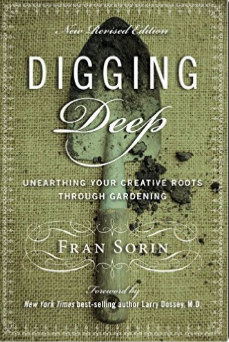 New Revised Edition
DIGGING
Deep
UNEARTHING YOUR CREATIVE ROOTS
THROUGH GARDENING
FRAN SORIN
Foreword by
New York Times best-selling author Larry Dossey, M.D.